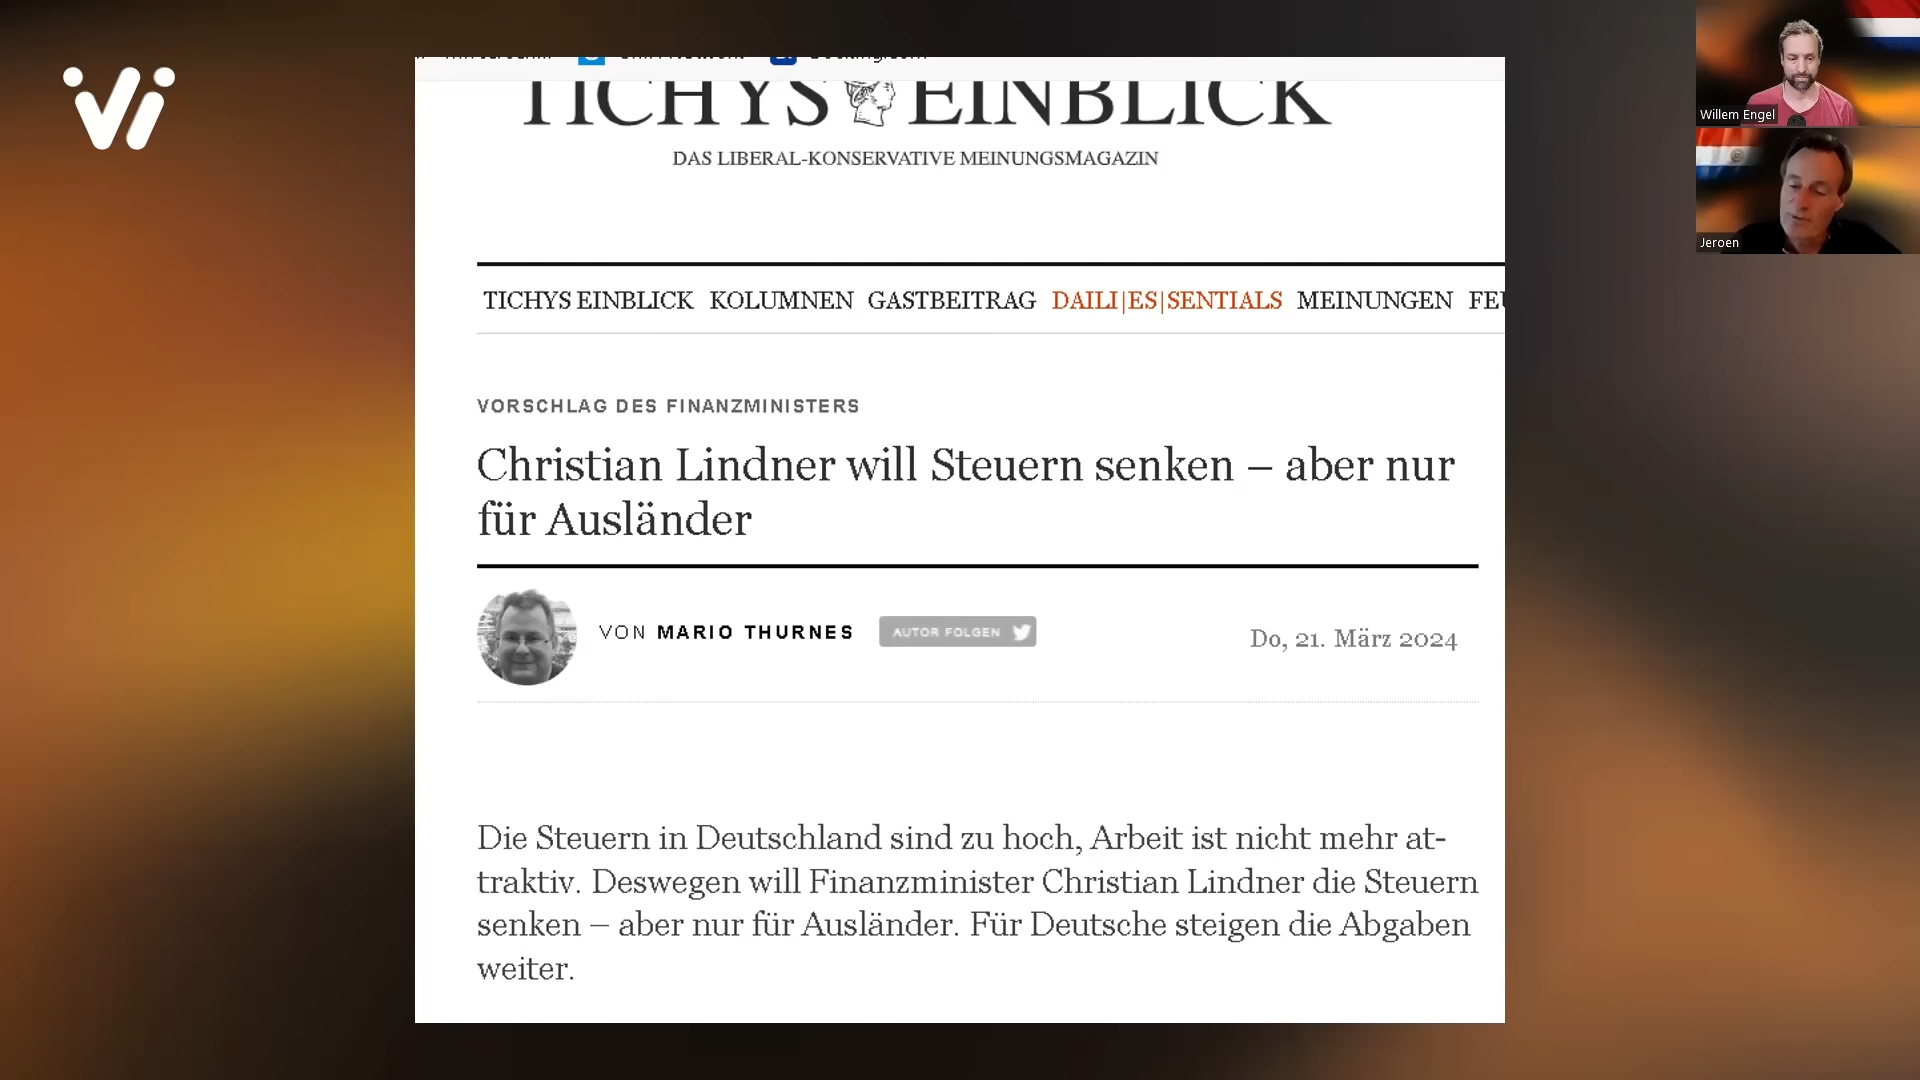 TICHYS EINBLICK
DAS LIBERAL-KONSERVATIVE MEINUNGSMAGAZIN
TICHYS EINBLICK KOLUMNEN GASTBEITRAG DAILI|ES|SENTIALS MEINUNGEN FEU
VORSCHLAG DES FINANZMINISTERS
Christian Lindner will Steuern senken – aber nur
für Ausländer
VON MARIO THURNES
AUTOR FOLGEN
Do, 21. März 2024
Die Steuern in Deutschland sind zu hoch, Arbeit ist nicht mehr at-
traktiv. Deswegen will Finanzminister Christian Lindner die Steuern
senken – aber nur für Ausländer. Für Deutsche steigen die Abgaben
weiter.
Willem Engel
Jeroen